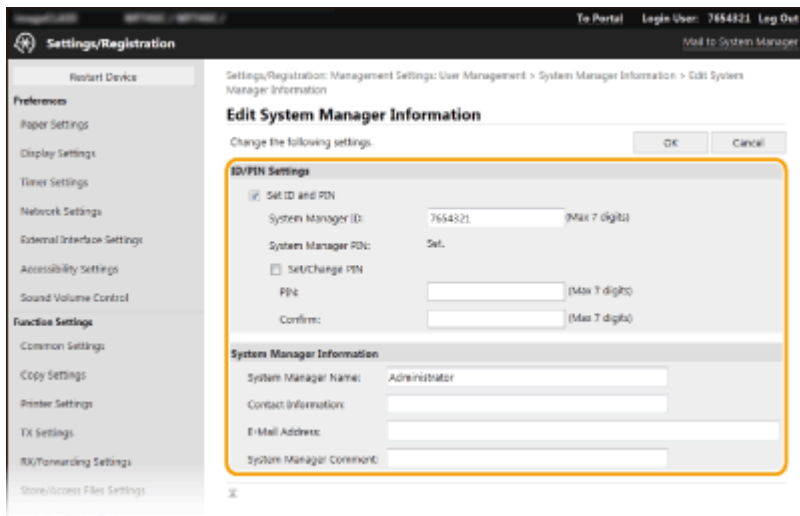 To Portal Login User: 7654321 Log Out
Settings/Registration
Mail to System Manager
Restart Device
Preferences
Paper Settings
Display Settings
Timer Settings
Network Settings
External Interface Settings
Accessibility Settings
Sound Volume Control
Function Settings
Common Settings
Copy Settings
Printer Settings
TX Settings
RX/Forwarding Settings
Store/Access Files Settings
Settings/Registration: Management Settings: User Management > System Manager Information > Edit System
Manager Information
Edit System Manager Information
Change the following settings.
OK Cancel
ID/PIN Settings
Set ID and PIN
System Manager ID: 7654321 (Max 7 digits)
System Manager PIN: Set.
Set/Change PIN
PIN: (Max 7 digits)
Confirm: (Max 7 digits)
System Manager Information
System Manager Name: Administrator
Contact Information:
E-Mail Address:
System Manager Comment: